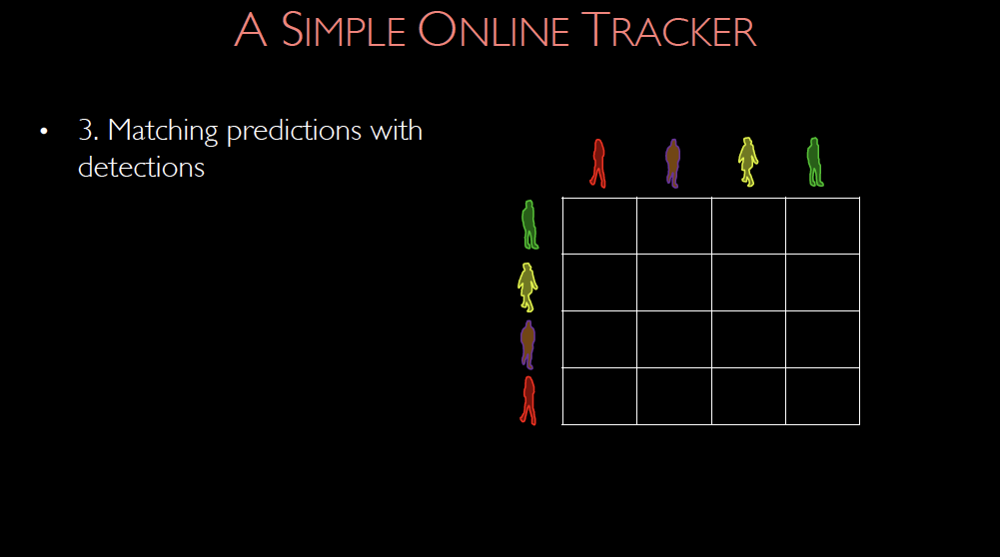 A SIMPLE ONLINE TRACKER
• 3. Matching predictions with
detections